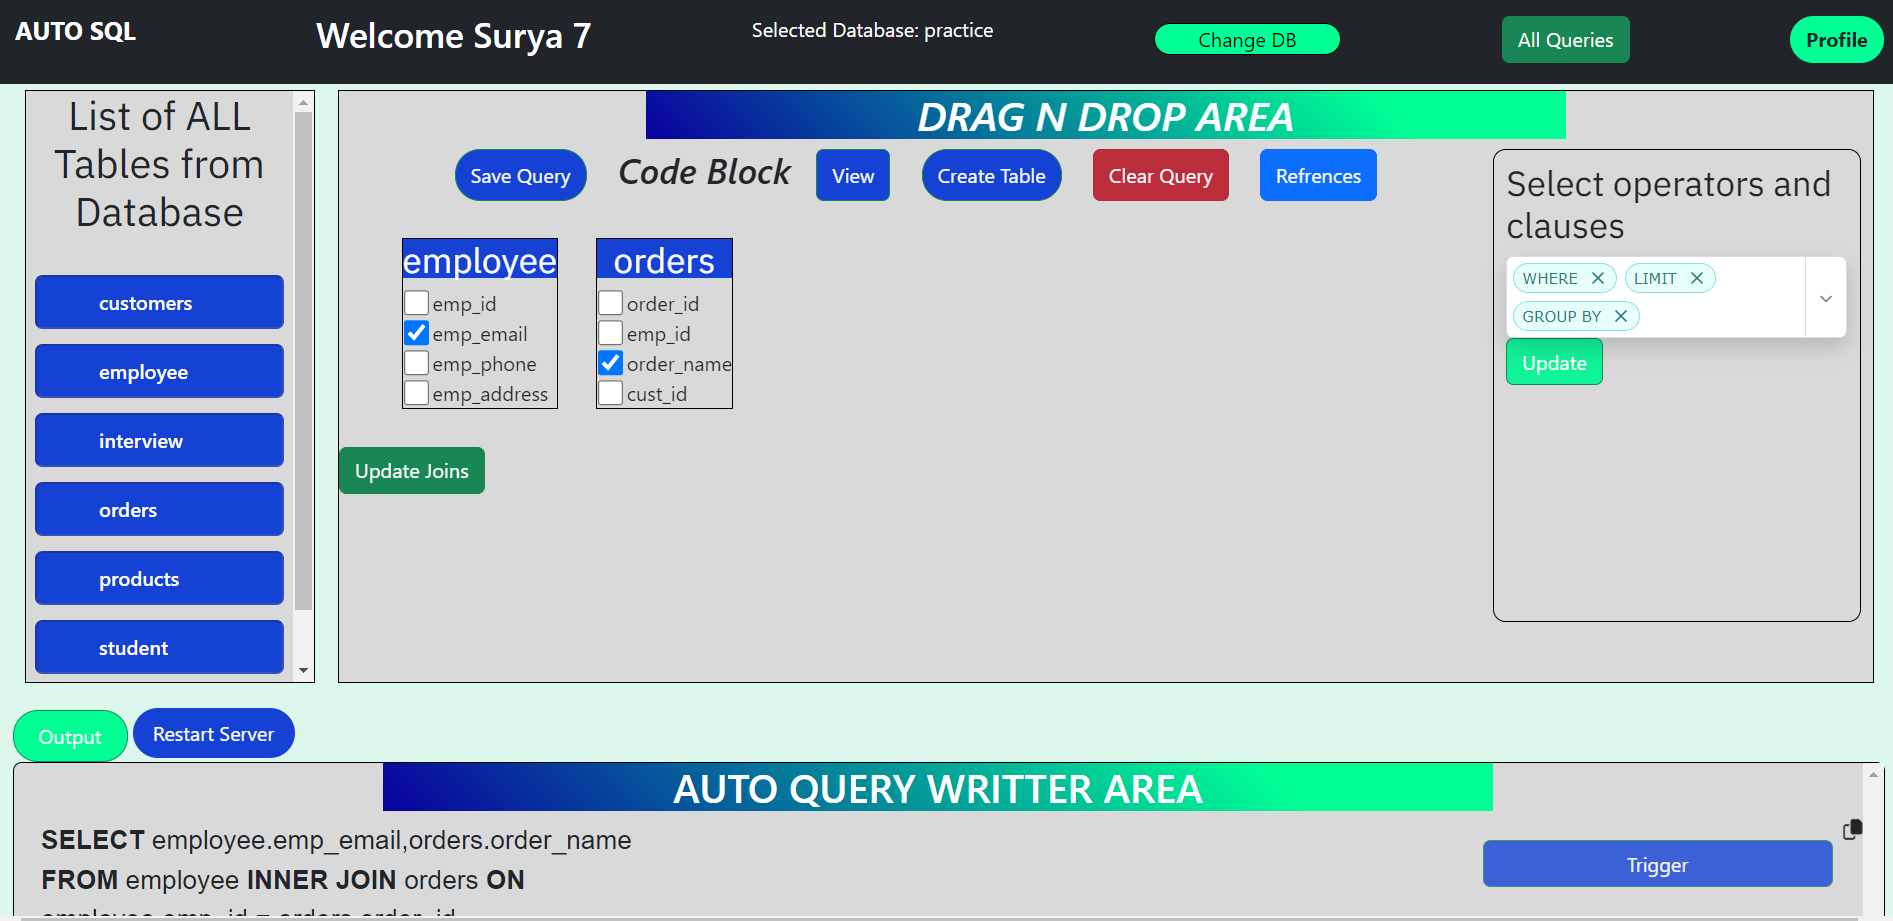 AUTO SQL
Welcome Surya 7
Selected Database: practice
Change DB
All Queries
Profile
List of ALL
Tables from
Database
customers
employee
interview
orders
products
student
DRAG N DROP AREA
Save Query
Code Block
View
Create Table
Clear Query
Refrences
employee
emp_id
emp_email
emp_phone
emp_address
orders
order_id
emp_id
order_name
cust_id
Update Joins
Select operators and
clauses
WHERE
LIMIT
GROUP BY
Update
Output
Restart Server
AUTO QUERY WRITTER AREA
SELECT employee.emp_email,orders.order_name
FROM employee INNER JOIN orders ON
employee.emp_id = orders.order_id
Trigger